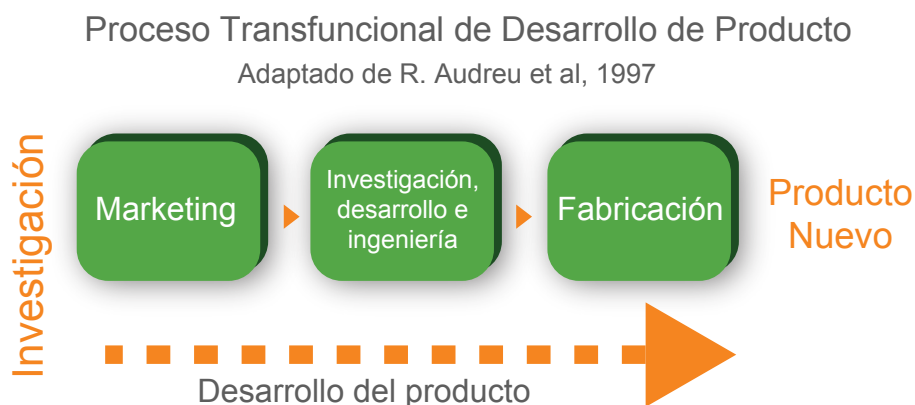 Proceso Transfuncional de Desarrollo de Producto
Adaptado de R. Audreu et al, 1997
Investigación
Marketing
Investigación,
desarrollo e
ingeniería
Fabricación
Producto
Nuevo
Desarrollo del producto